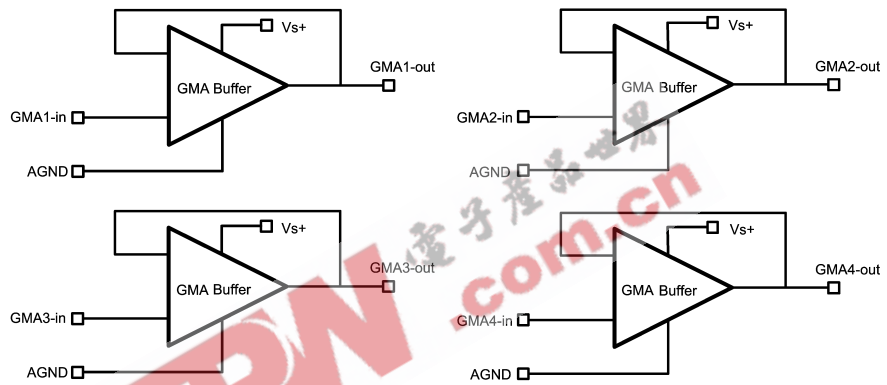 Vs+
GMA1-out
GMA Buffer
GMA1-in
AGND
Vs+
GMA2-out
GMA Buffer
GMA2-in
AGND
電子產品世界
.com.cn
Vs+
GMA3-out
GMA Buffer
GMA3-in
AGND
Vs+
GMA4-out
GMA Buffer
GMA4-in
AGND